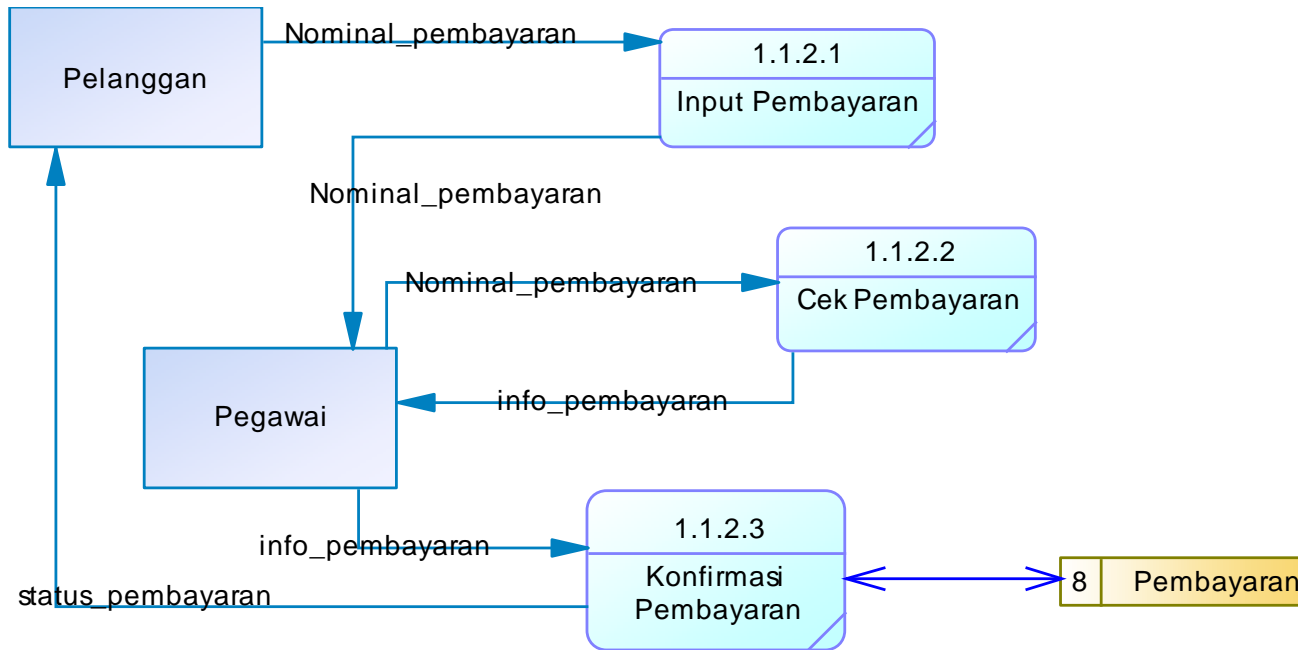 Nominal_pembayaran
Pelanggan
1.1.2.1
Input Pembayaran
Nominal_pembayaran
1.1.2.2
Nominal_pembayaran
Cek Pembayaran
info_pembayaran
Pegawai
1.1.2.3
info_pembayaran
Konfirmasi
Pembayaran
8 Pembayaran
status_pembayaran